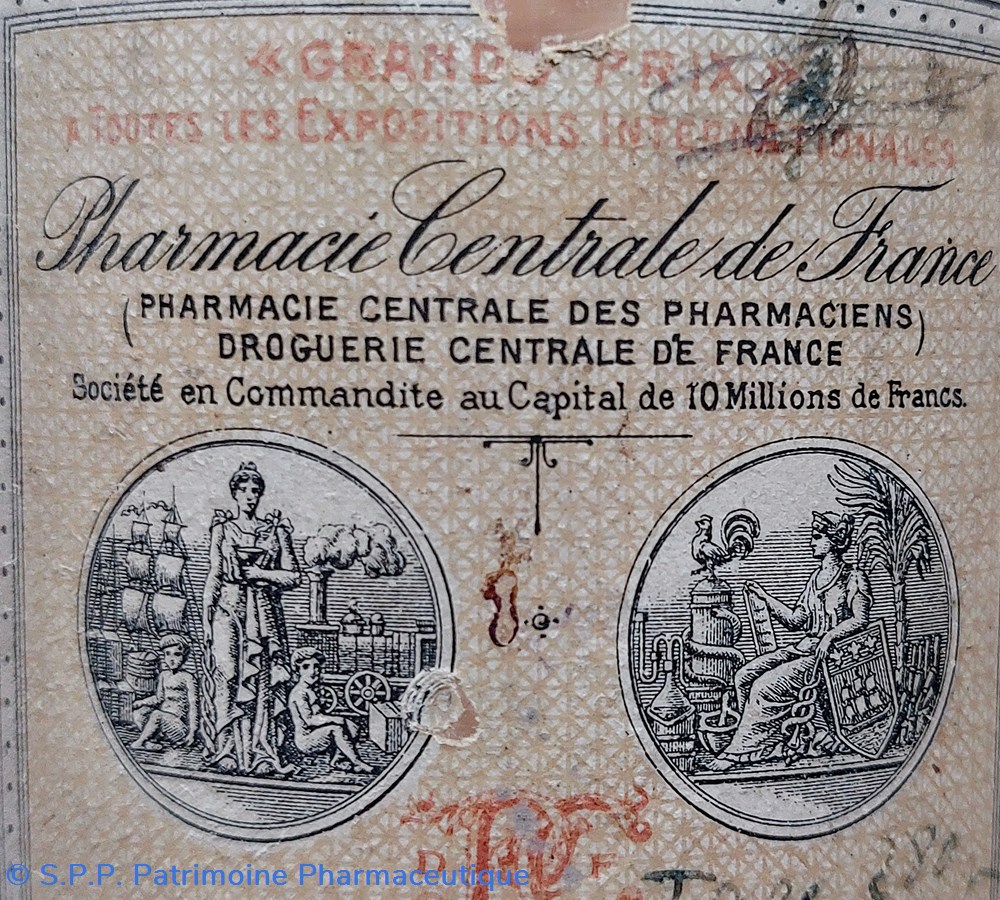 « GRANDS PRIX »
A TOUTES LES EXPOSITIONS INTERNATIONALES
Pharmacie Centrale de France
(PHARMACIE CENTRALE DES PHARMACIENS)
DROGUERIE CENTRALE DE FRANCE
Société en Commandite au Capital de 10 Millions de Francs.
© S.P.P. Patrimoine Pharmaceutique